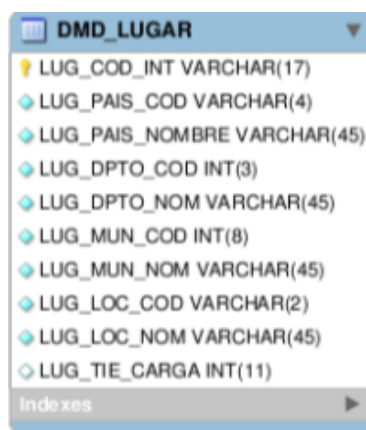 DMD_LUGAR
LUG_COD_INT VARCHAR(17)
LUG_PAIS_COD VARCHAR(4)
LUG_PAIS_NOMBRE VARCHAR(45)
LUG_DPTO_COD INT(3)
LUG_DPTO_NOM VARCHAR(45)
LUG_MUN_COD INT(8)
LUG_MUN_NOM VARCHAR(45)
LUG_LOC_COD VARCHAR(2)
LUG_LOC_NOM VARCHAR(45)
LUG_TIE_CARGA INT(11)
Indexes